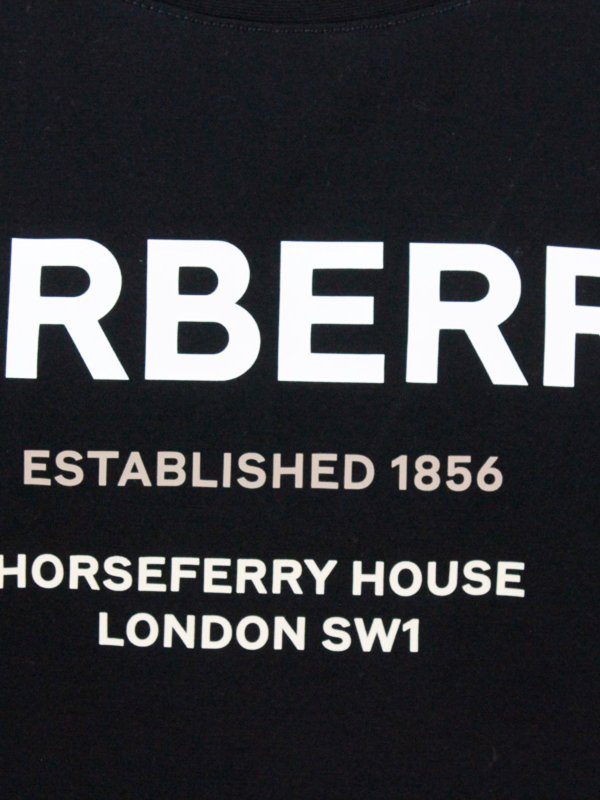 RBERR
ESTABLISHED 1856
HORSEFERRY HOUSE
LONDON SW1